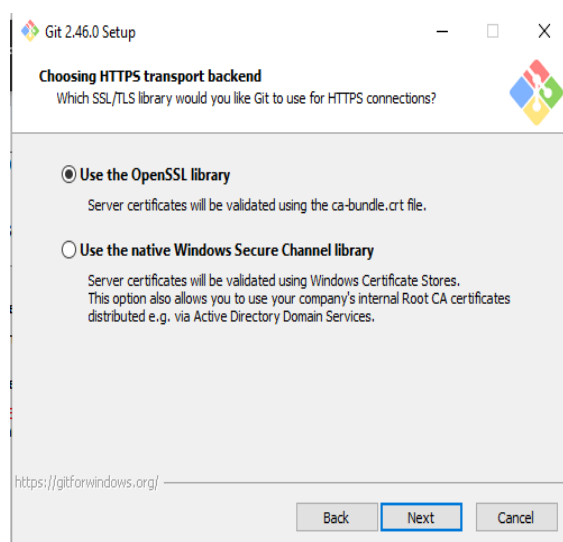 Git 2.46.0 Setup
Choosing HTTPS transport backend
Which SSL/TLS library would you like Git to use for HTTPS connections?
Use the OpenSSL library
Server certificates will be validated using the ca-bundle.crt file.
Use the native Windows Secure Channel library
Server certificates will be validated using Windows Certificate Stores.
This option also allows you to use your company's internal Root CA certificates
distributed e.g. via Active Directory Domain Services.
https://gitforwindows.org/
Back Next Cancel